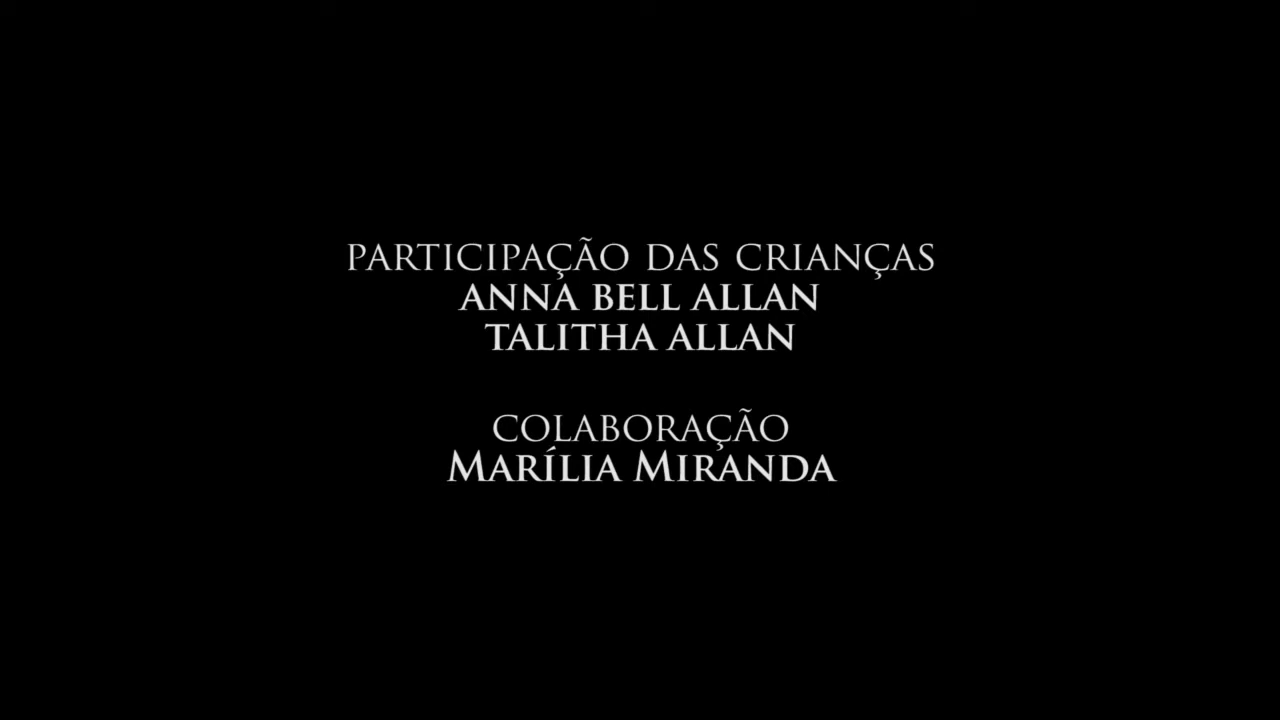 PARTICIPAÇÃO DAS CRIANÇAS
ANNA BELL ALLAN
TALITHA ALLAN
COLABORAÇÃO
MARÍLIA MIRANDA